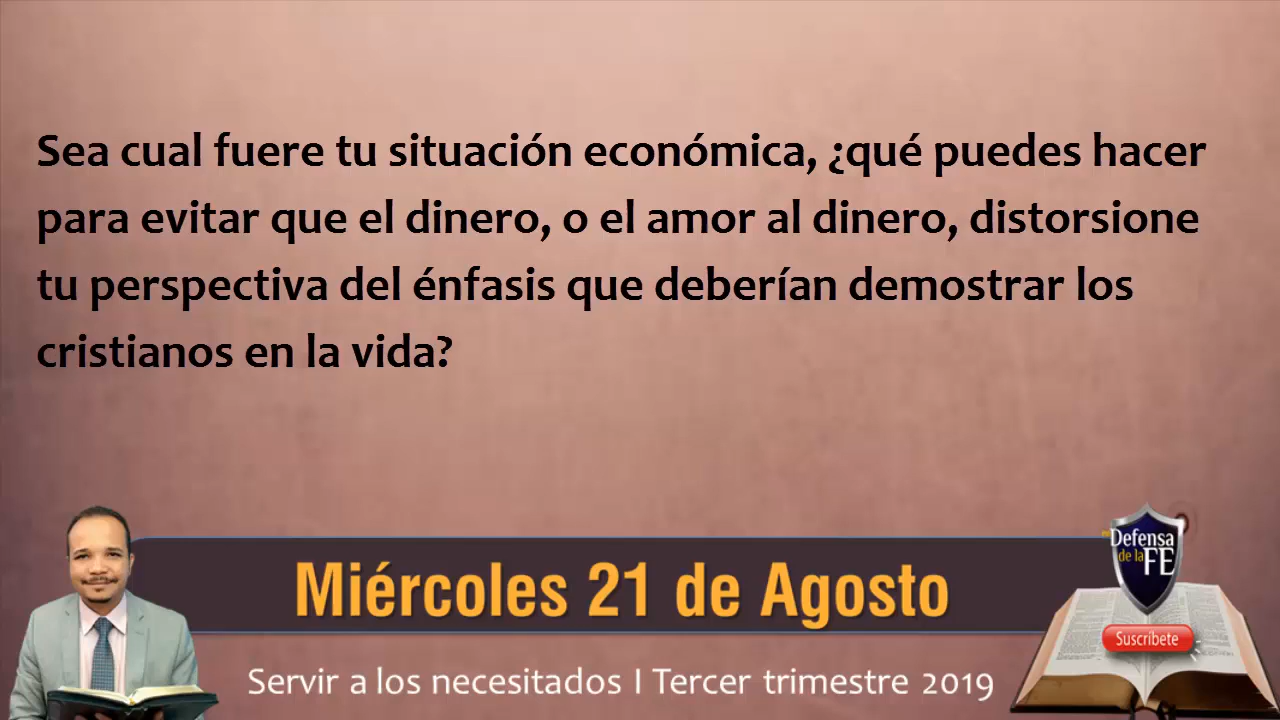 Sea cual fuere tu situación económica, ¿qué puedes hacer
para evitar que el dinero, o el amor al dinero, distorsione
tu perspectiva del énfasis que deberían demostrar los
cristianos en la vida?
Miércoles 21 de Agosto
Servir a los necesitados I Tercer trimestre 2019
Defensa
de la FE
Suscríbete